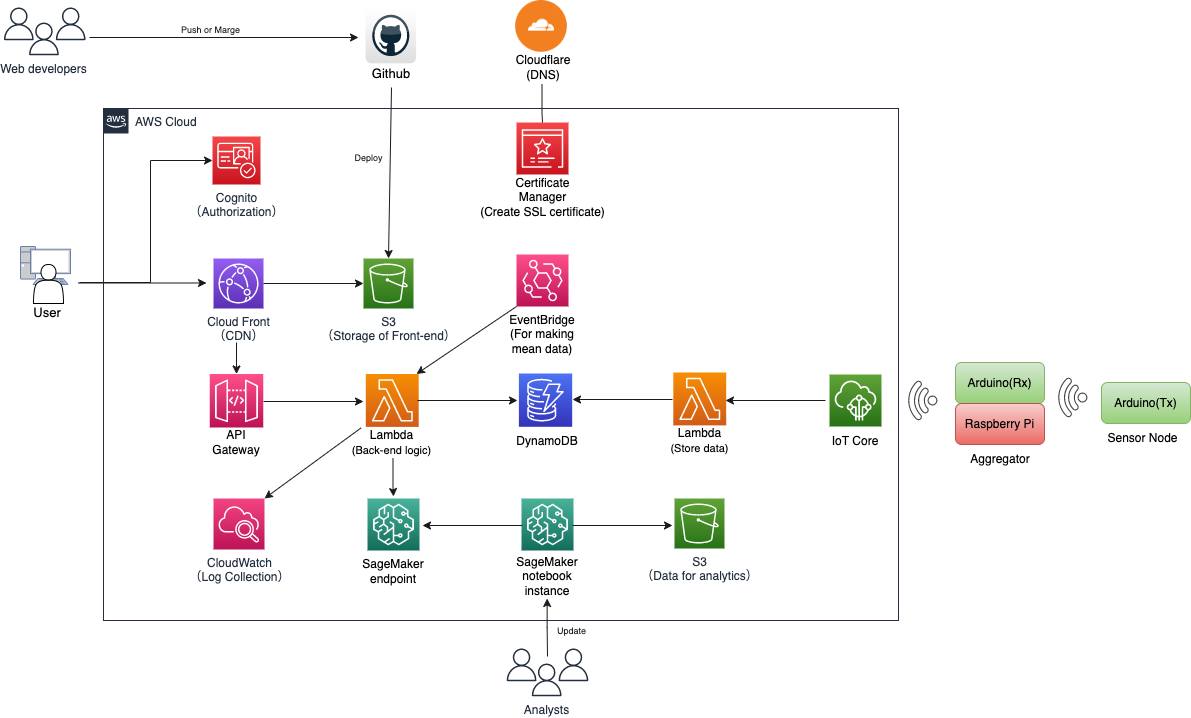 Push or Marge
Web developers
Github
Cloudflare
(DNS)
aws
AWS Cloud
Deploy
Cognito
(Authorization)
Certificate
Manager
(Create SSL certificate)
User
Cloud Front
(CDN)
S3
(Storage of Front-end)
EventBridge
(For making
mean data)
API
Gateway
Lambda
(Back-end logic)
DynamoDB
Lambda
(Store data)
IoT Core
Arduino(Rx)
Raspberry Pi
Aggregator
Arduino(Tx)
Sensor Node
CloudWatch
(Log Collection)
SageMaker
endpoint
SageMaker
notebook
instance
S3
(Data for analytics)
Update
Analysts